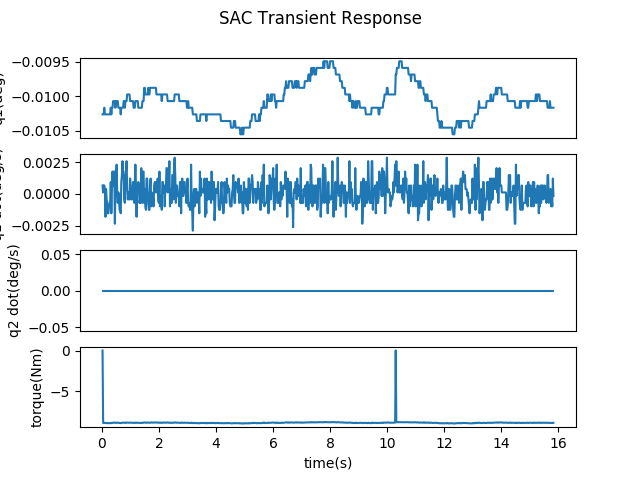 SAC Transient Response
−0.0095
−0.0100
−0.0105
0.0025
0.0000
−0.0025
0.05
0.00
−0.05
q2 dot(deg/s)
0
−5
torque(Nm)
0 2 4 6 8 10 12 14 16
time(s)